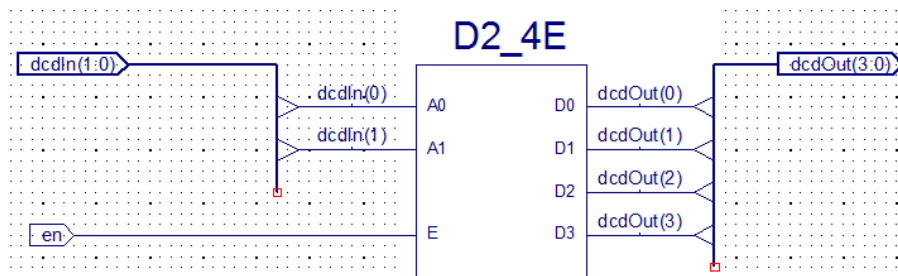 D2_4E
dcdIn(1:0)
dcdOut(3:0)
dcdIn(0)
A0
D0
dcdOut(0)
dcdIn(1)
A1
D1
dcdOut(1)
D2
dcdOut(2)
en
E
D3
dcdOut(3)